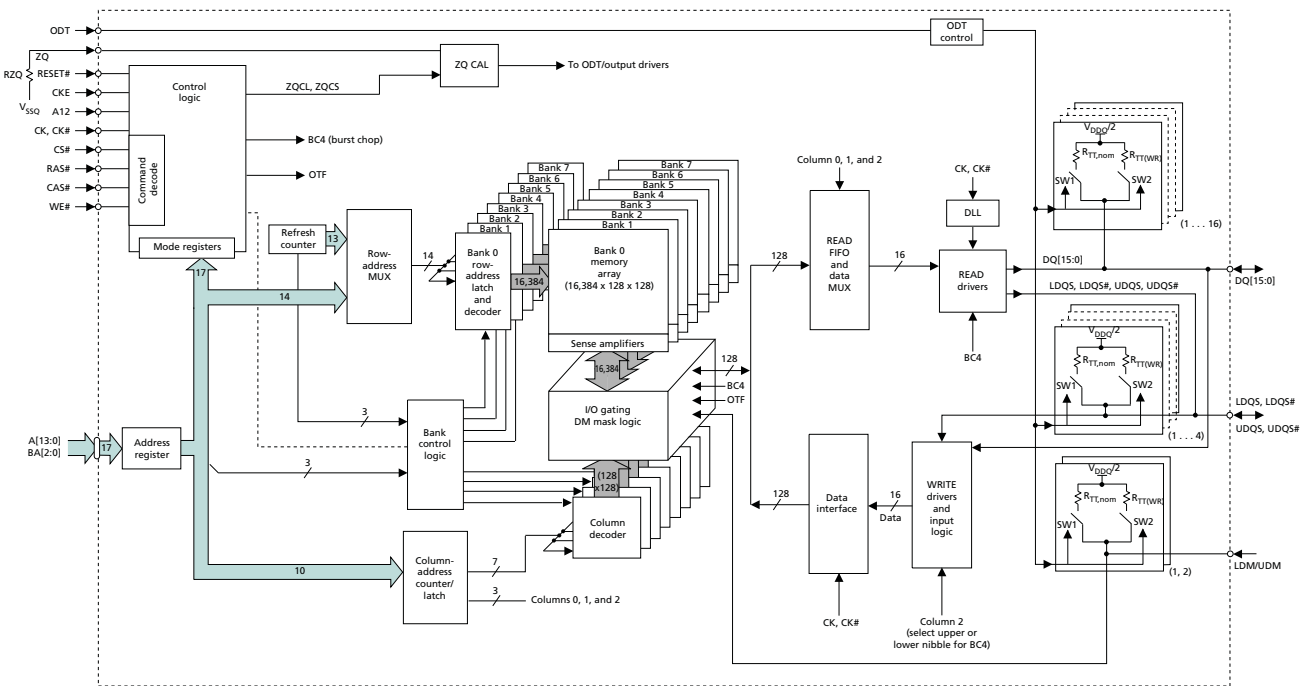 ODT
ZQ
RZQ
RESET#
CKE
VSSQ
A12
CK, CK#
CS#
RAS#
CAS#
WE#
Control
logic
Command
decode
Mode registers
ZQCL, ZQCS
ZQ CAL
To ODT/output drivers
BC4 (burst chop)
OTF
ODT
control
17
14
Refresh
counter
13
Row-
address
MUX
14
Bank 7
Bank 6
Bank 5
Bank 4
Bank 3
Bank 2
Bank 1
Bank 0
row-
address
latch
and
decoder
16,384
Bank 7
Bank 6
Bank 5
Bank 4
Bank 3
Bank 2
Bank 1
Bank 0
memory
array
(16,384 x 128 x 128)
Sense amplifiers
16,384
I/O gating
DM mask logic
128
BC4
OTF
(128
x128)
Column
decoder
A[13:0]
BA[2:0]
17
Address
register
3
3
Bank
control
logic
10
Column-
address
counter/
latch
7
3
Columns 0, 1, and 2
Column 0, 1, and 2
128
READ
FIFO
and
data
MUX
16
CK, CK#
DLL
READ
drivers
BC4
DQ[15:0]
LDQS, LDQS#, UDQS, UDQS#
128
Data
interface
CK, CK#
16
Data
WRITE
drivers
and
input
logic
Column 2
(select upper or
lower nibble for BC4)
VDDQ/2
RTT,nom
RTT(WR)
SW1
SW2
(1 . . . 16)
DQ[15:0]
VDDQ/2
RTT,nom
RTT(WR)
SW1
SW2
(1 . . . 4)
LDQS, LDQS#
UDQS, UDQS#
VDDQ/2
RTT,nom
RTT(WR)
SW1
SW2
(1, 2)
LDM/UDM